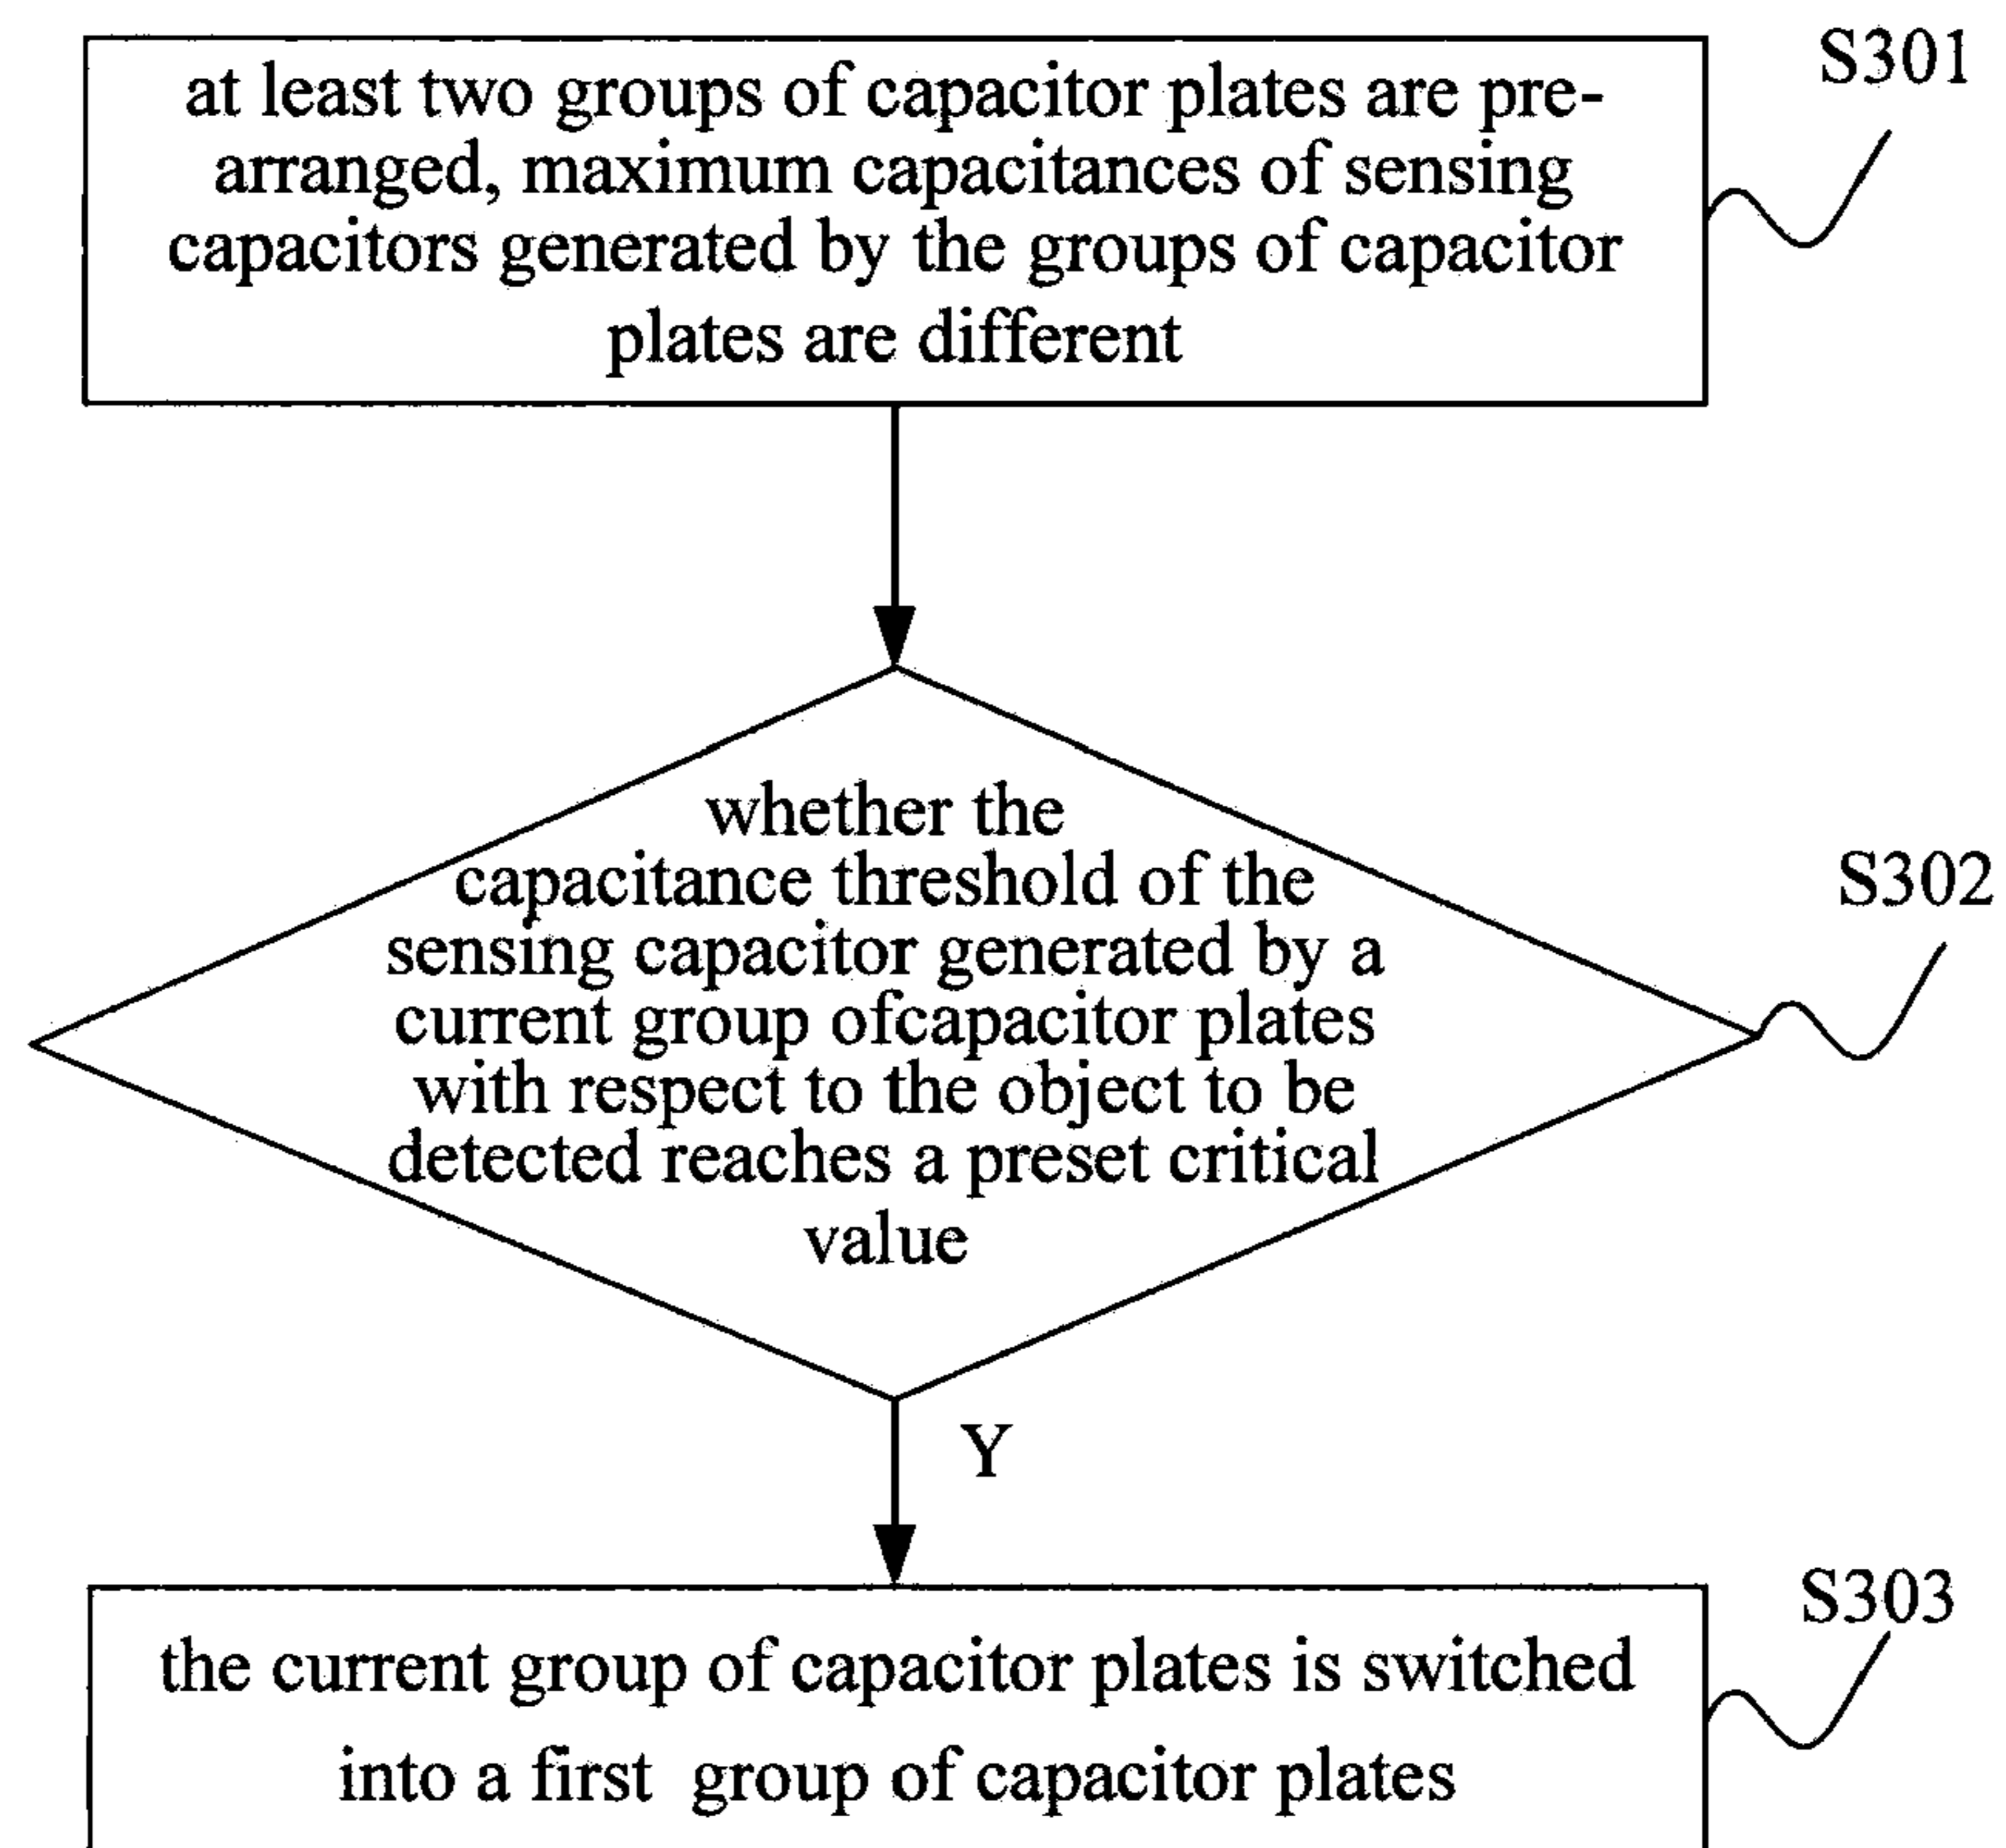 at least two groups of capacitor plates are pre-
arranged, maximum capacitances of sensing
capacitors generated by the groups of capacitor
plates are different
S301
whether the
capacitance threshold of the
sensing capacitor generated by a
current group ofcapacitor plates
with respect to the object to be
detected reaches a preset critical
value
S302
Y
the current group of capacitor plates is switched
into a first group of capacitor plates
S303